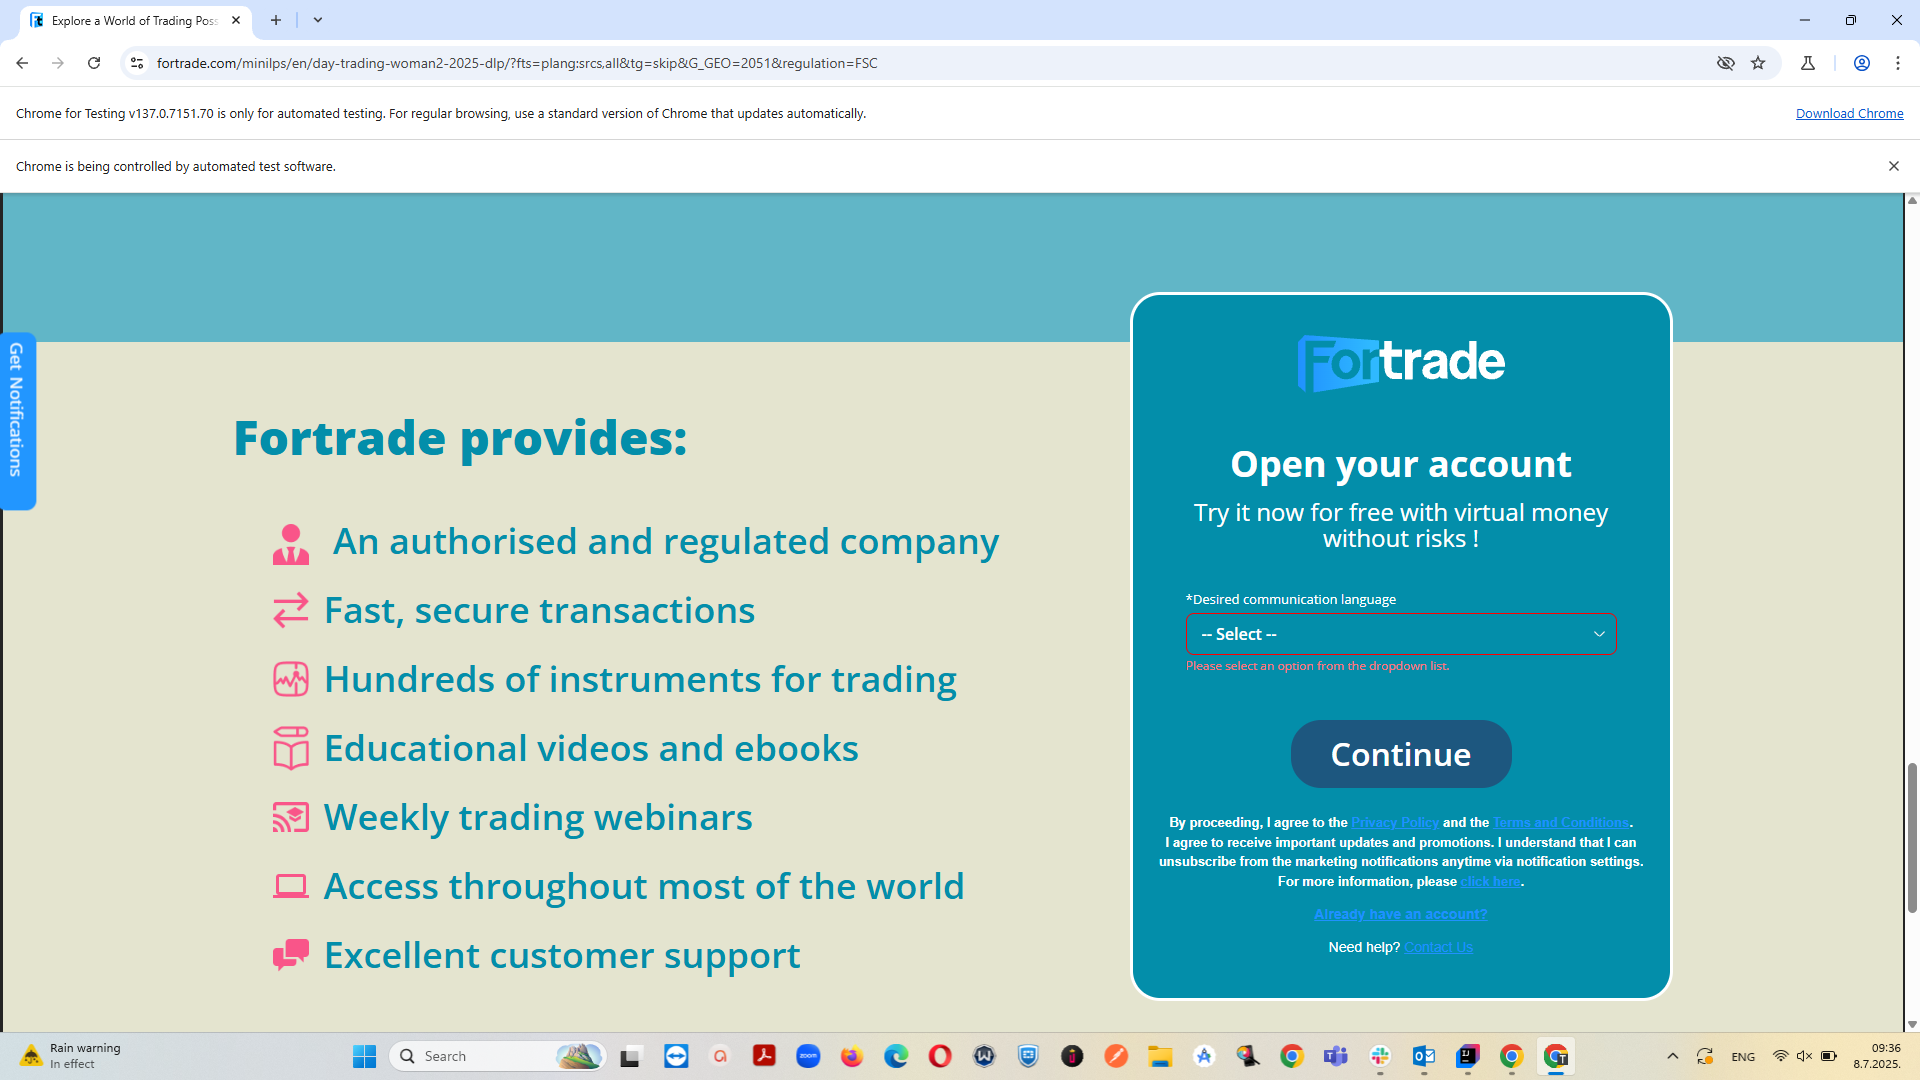 Explore a World of Trading Poss
fortrade.com/minilps/en/day-trading-woman2-2025-dlp/?fts=plang:srcs,all&tg=skip&G_GEO=2051&regulation=FSC
Chrome for Testing v137.0.7151.70 is only for automated testing. For regular browsing, use a standard version of Chrome that updates automatically.
Download Chrome
Chrome is being controlled by automated test software.
Get Notifications
Fortrade provides:
An authorised and regulated company
Fast, secure transactions
Hundreds of instruments for trading
Educational videos and ebooks
Weekly trading webinars
Access throughout most of the world
Excellent customer support
Fortrade
Open your account
Try it now for free with virtual money
without risks !
*Desired communication language
-- Select --
Please select an option from the dropdown list.
Continue
By proceeding, I agree to the Privacy Policy and the Terms and Conditions.
I agree to receive important updates and promotions. I understand that I can
unsubscribe from the marketing notifications anytime via notification settings.
For more information, please click here.
Already have an account?
Need help? Contact Us
Rain warning
In effect
Search
zoom
ENG
09:36
8.7.2025.